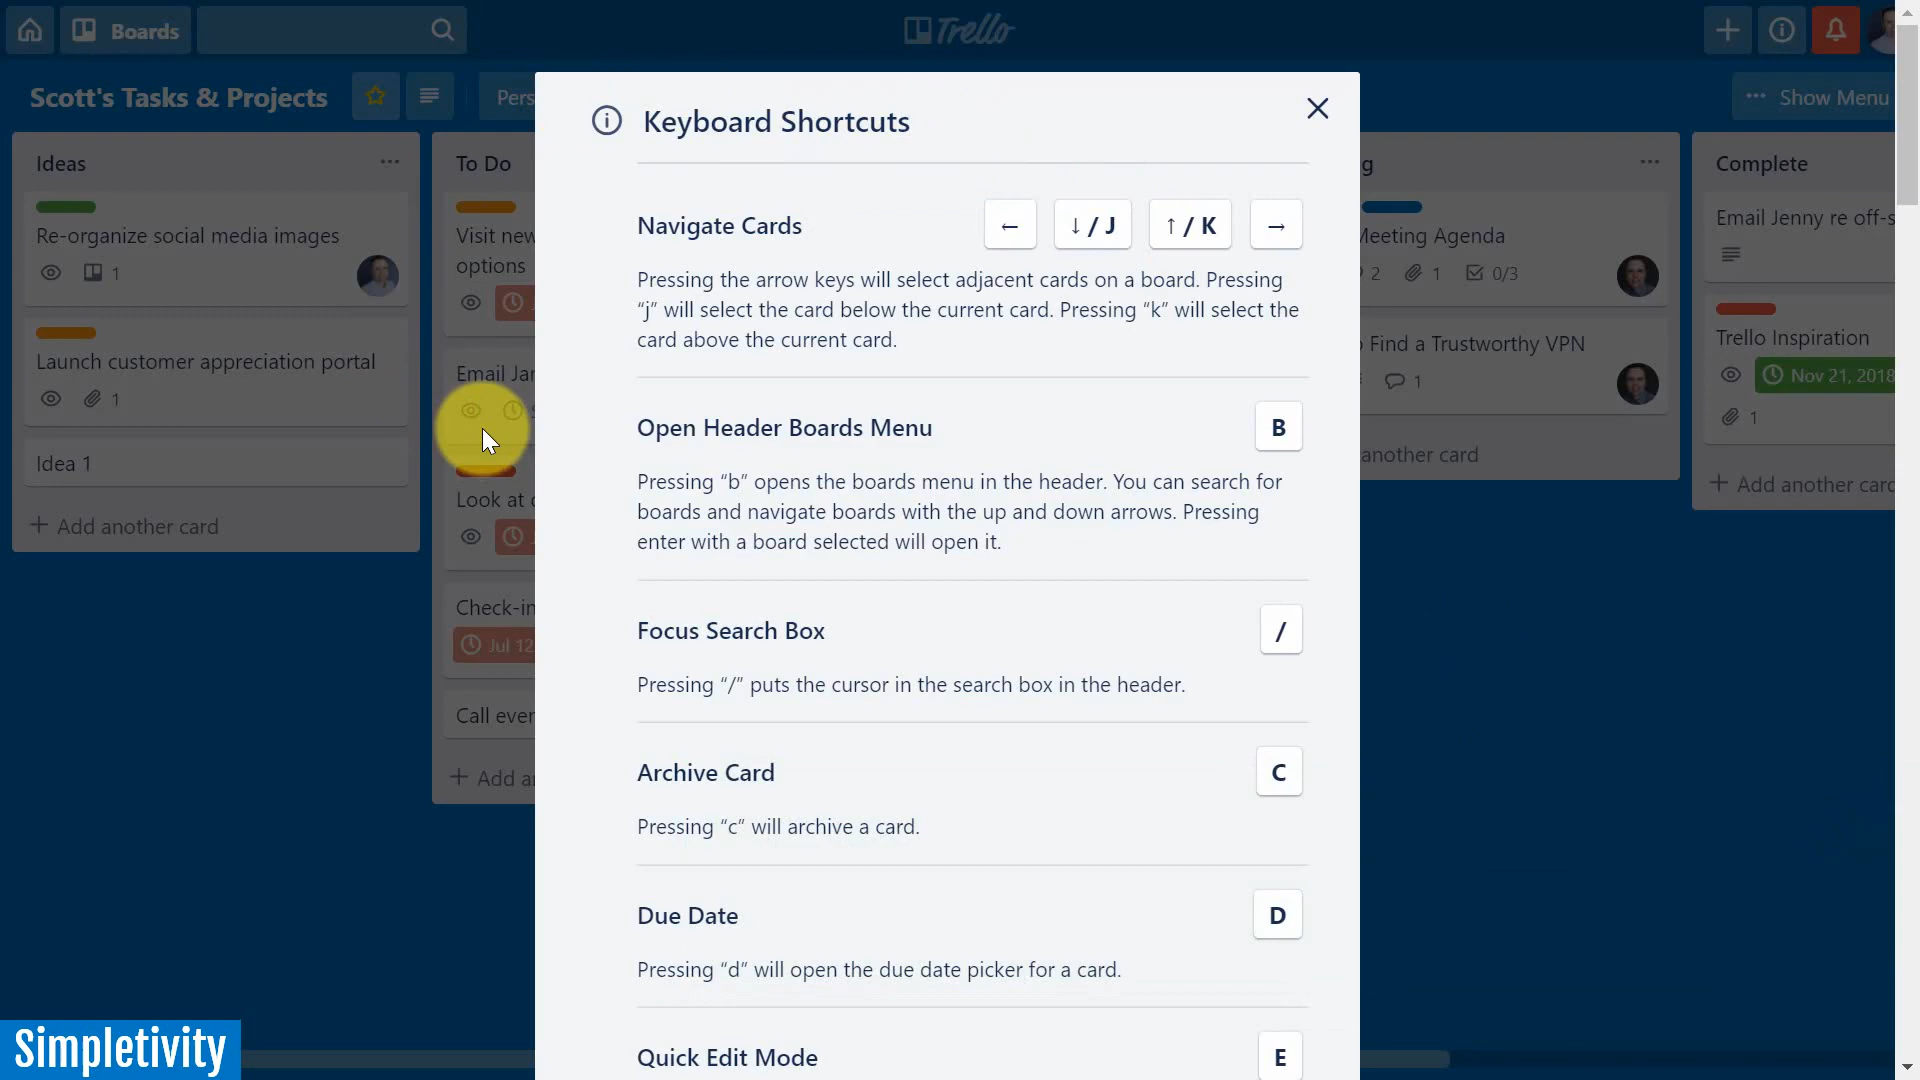 Boards
Trello
Scott's Tasks & Projects
Show Menu
Ideas
Re-organize social media images
1
Launch customer appreciation portal
1
Idea 1
+ Add another card
To Do
Visit new
options
Email
Look at
Check-in
Jul 12
Call
+ Add
Keyboard Shortcuts
Navigate Cards
← ↓ / J ↑ / K →
Pressing the arrow keys will select adjacent cards on a board. Pressing
“j” will select the card below the current card. Pressing “k” will select the
card above the current card.
Open Header Boards Menu B
Pressing “b” opens the boards menu in the header. You can search for
boards and navigate boards with the up and down arrows. Pressing
enter with a board selected will open it.
Focus Search Box /
Pressing “/” puts the cursor in the search box in the header.
Archive Card C
Pressing “c” will archive a card.
Due Date D
Pressing “d” will open the due date picker for a card.
Quick Edit Mode E
g
Meeting Agenda
2 1 0/3
Find a Trustworthy VPN
1
another card
Complete
Email Jenny re off-s
Trello Inspiration
Nov 21, 2018
1
+ Add another card
Simpletivity